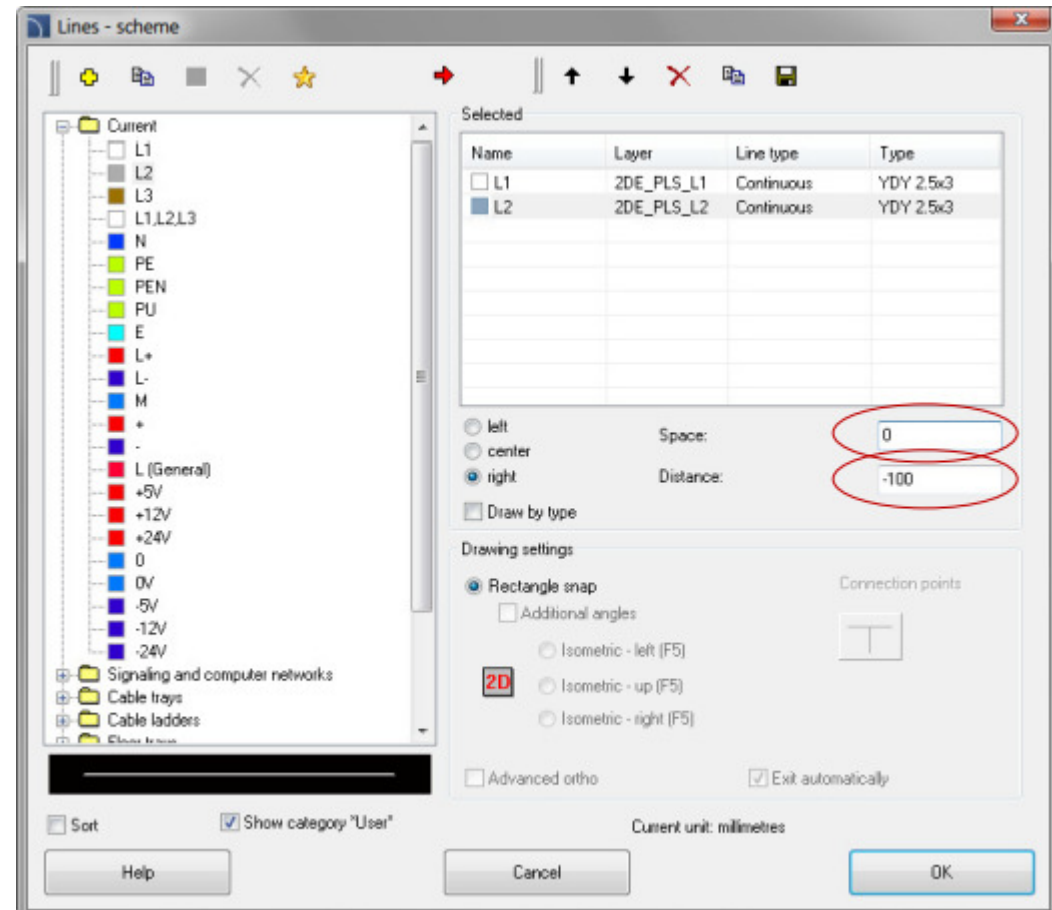 Lines - scheme
Current
L1
L2
L3
L1,L2,L3
N
PE
PEN
PU
E
L+
L-
M
+
-
L (General)
+5V
+12V
+24V
0
0V
-5V
-12V
-24V
Signaling and computer networks
Cable trays
Cable ladders
Sort
Show category "User"
Selected
Name Layer Line type Type
L1 2DE_PLS_L1 Continuous YDY 2.5x3
L2 2DE_PLS_L2 Continuous YDY 2.5x3
left
center
right
Space: 0
Distance: -100
Draw by type
Drawing settings
Rectangle snap
Connection points
Additional angles
Isometric - left (F5)
2D
Isometric - up (F5)
Isometric - right (F5)
Advanced ortho
Exit automatically
Current unit: millimetres
Help
Cancel
OK